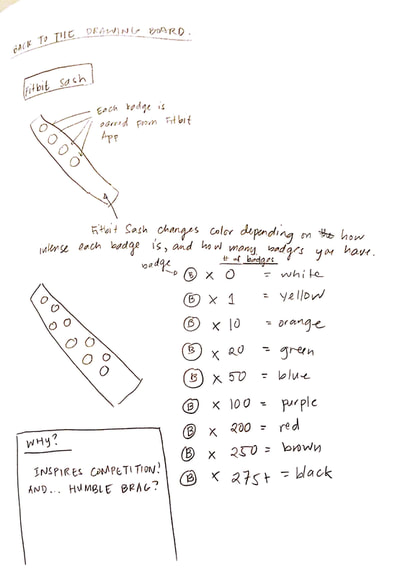 BACK TO THE DRAWING BOARD.
Fitbit Sash
Each badge is
earned from Fitbit
App
Fitbit Sash changes color depending on how
intense each badge is, and how many badges you have.
badge
# of badges
B × 0 = white
B × 1 = yellow
B × 10 = orange
B × 20 = green
B × 50 = blue
B × 100 = purple
B × 200 = red
B × 250 = brown
B × 275+ = black
WHY?
INSPIRES COMPETITION!
AND... HUMBLE BRAG?